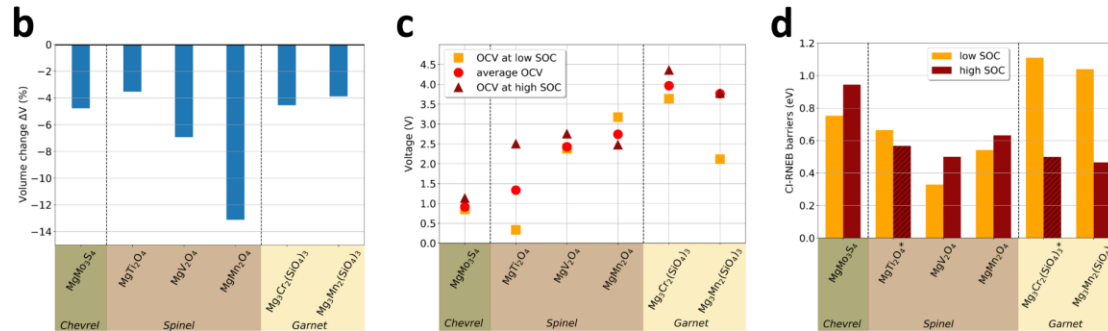 b
Volume change ΔV (%)
−2
−4
−6
−8
−10
−12
−14
MgMo₃S₄
MgTi₂O₄
MgV₂O₄
MgMn₂O₄
Mg₃Cr₂(SiO₄)₃
Mg₃Mn₂(SiO₄)₃
Chevrel
Spinel
Garnet
c
OCV at low SOC
average OCV
OCV at high SOC
Voltage (V)
4.5
4.0
3.5
3.0
2.5
2.0
1.5
1.0
0.5
0.0
MgMo₃S₄
MgTi₂O₄
MgV₂O₄
MgMn₂O₄
Mg₃Cr₂(SiO₄)₃
Mg₃Mn₂(SiO₄)₃
Chevrel
Spinel
Garnet
d
low SOC
high SOC
CI-RNEB barriers (eV)
1.2
1.0
0.8
0.6
0.4
0.2
0.0
MgMo₃S₄
MgTi₂O₄*
MgV₂O₄
MgMn₂O₄
Mg₃Cr₂(SiO₄)₃*
Chevrel
Spinel
Garnet